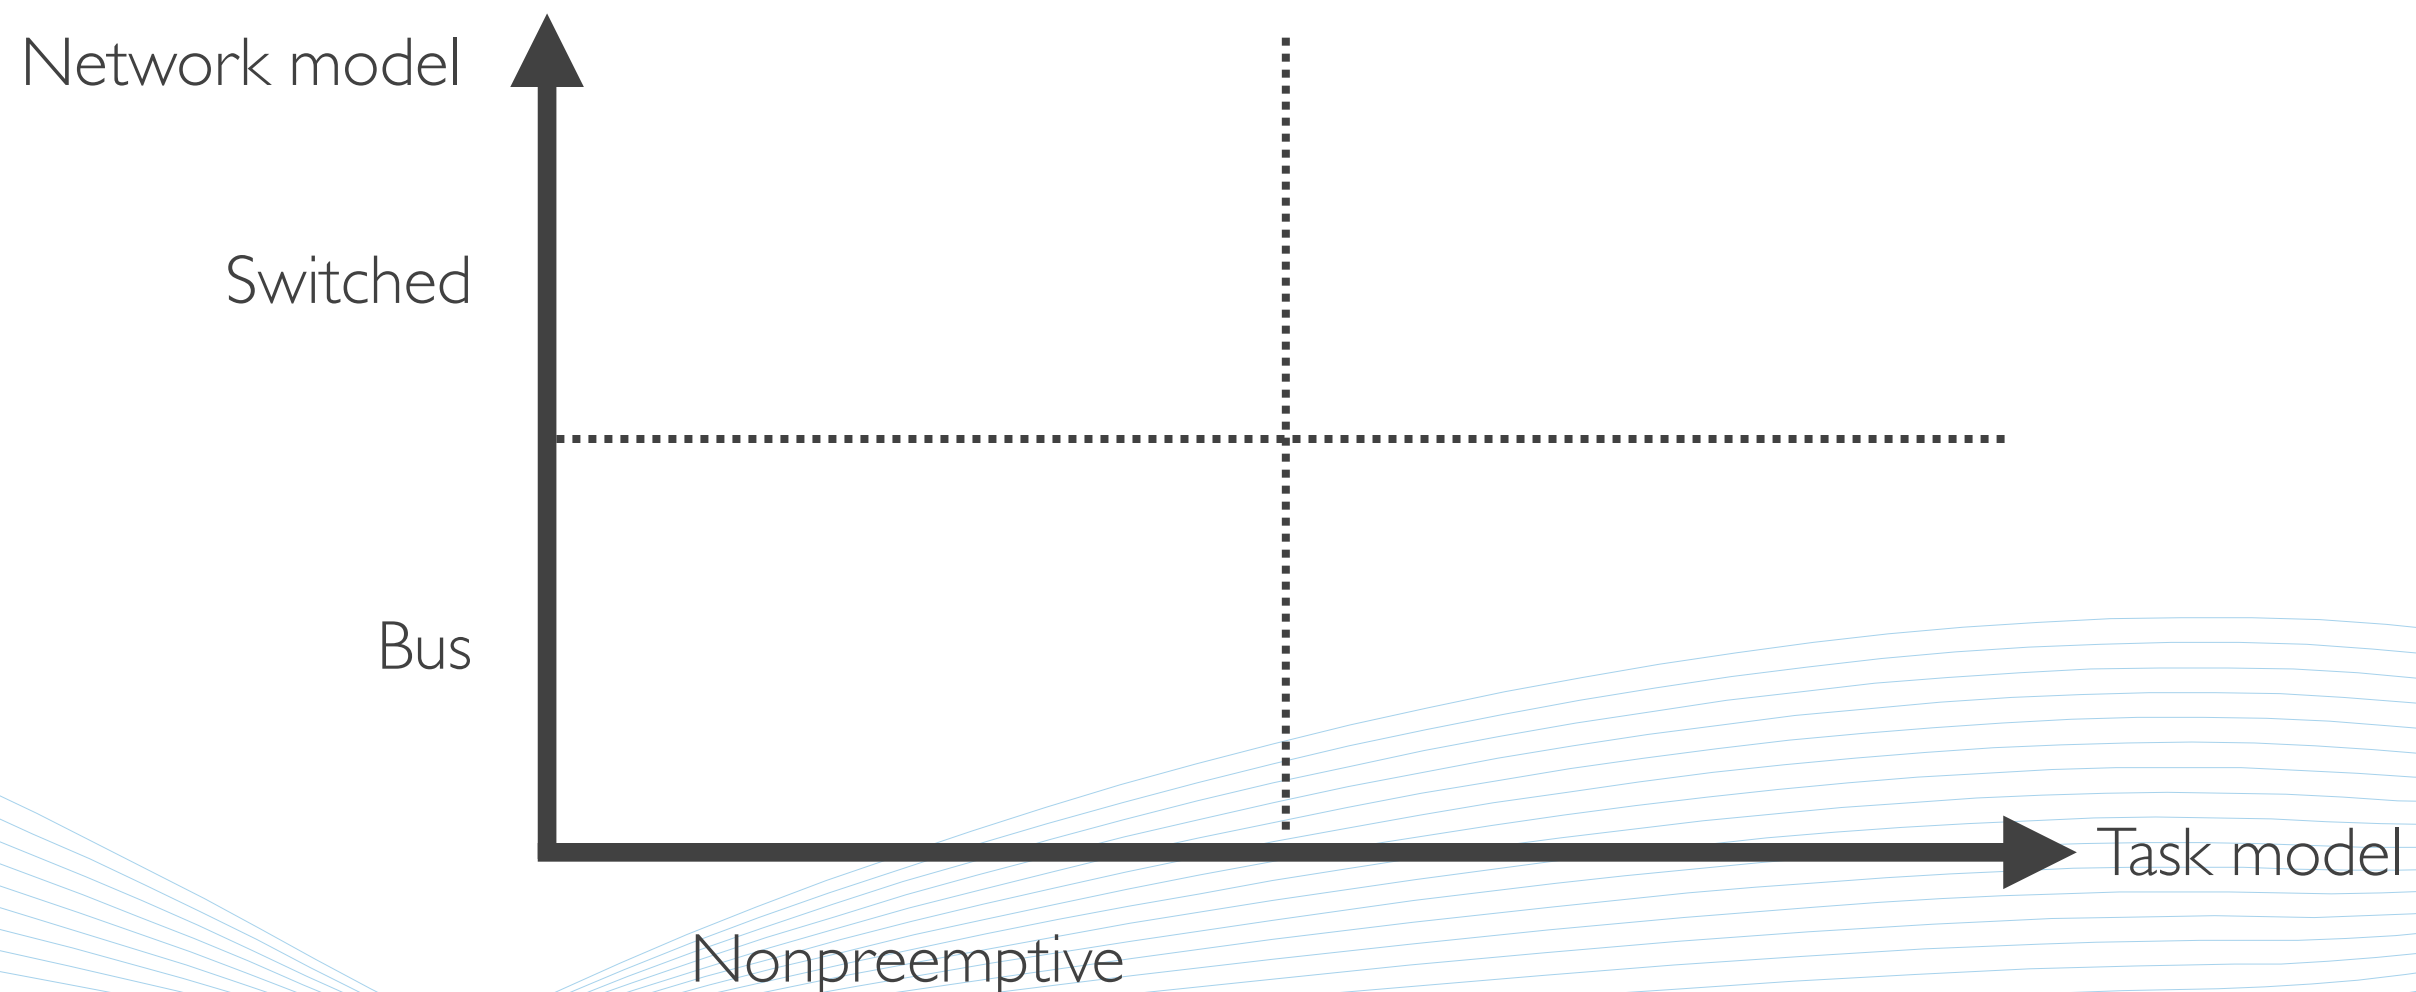 Network model
Switched
Bus
Task model
Nonpreemptive